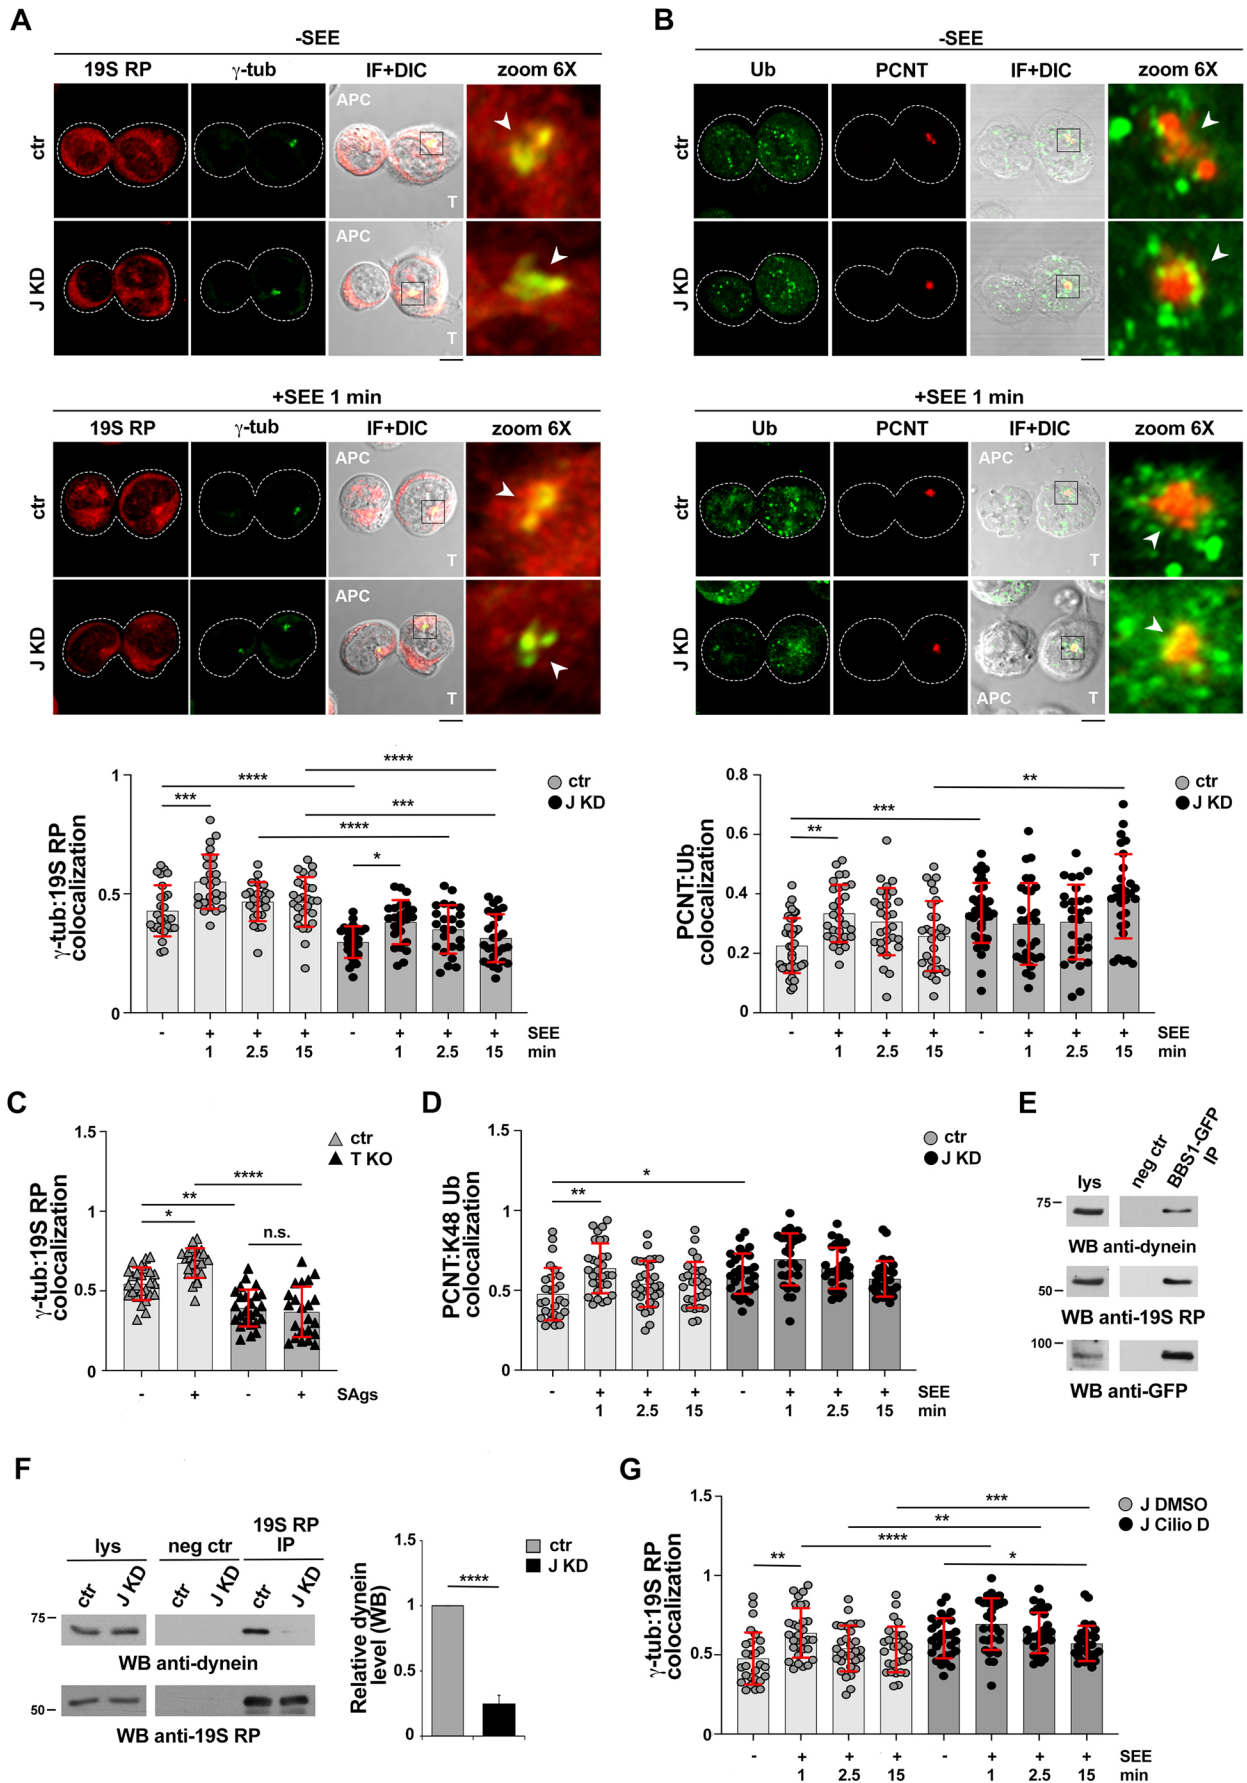 A
-SEE
19S RP γ-tub IF+DIC zoom 6X
ctr
APC
T
J KD
APC
T
+SEE 1 min
19S RP γ-tub IF+DIC zoom 6X
ctr
J KD
APC
T
γ-tub:19S RP
colocalization
1
0.5
0
****
****
***
***
****
*
ctr
J KD
- + + + - + + + SEE
1 2.5 15 1 2.5 15 min
B
-SEE
Ub PCNT IF+DIC zoom 6X
ctr
J KD
+SEE 1 min
Ub PCNT IF+DIC zoom 6X
ctr
APC
T
J KD
APC T
PCNT:Ub
colocalization
0.8
0.6
0.4
0.2
0
**
***
**
ctr
J KD
- + + + - + + + SEE
1 2.5 15 1 2.5 15 min
C
γ-tub:19S RP
colocalization
1.5
1
0.5
0
****
**
*
n.s.
ctr
T KO
- + - + SAgs
D
PCNT:K48 Ub
colocalization
1.5
1
0.5
0
*
**
ctr
J KD
- + + + - + + + SEE
1 2.5 15 1 2.5 15 min
E
lys neg ctr BBS1-GFP
IP
75
WB anti-dynein
50
WB anti-19S RP
100
WB anti-GFP
F
lys neg ctr 19S RP
IP
ctr J KD ctr J KD ctr J KD
75
WB anti-dynein
50
WB anti-19S RP
Relative dynein
level (WB)
1.5
1
0.5
0
****
ctr
J KD
G
γ-tub:19S RP
colocalization
1.5
1
0.5
0
***
**
****
**
*
J DMSO
J Cilio D
- + + + - + + + SEE
1 2.5 15 1 2.5 15 min